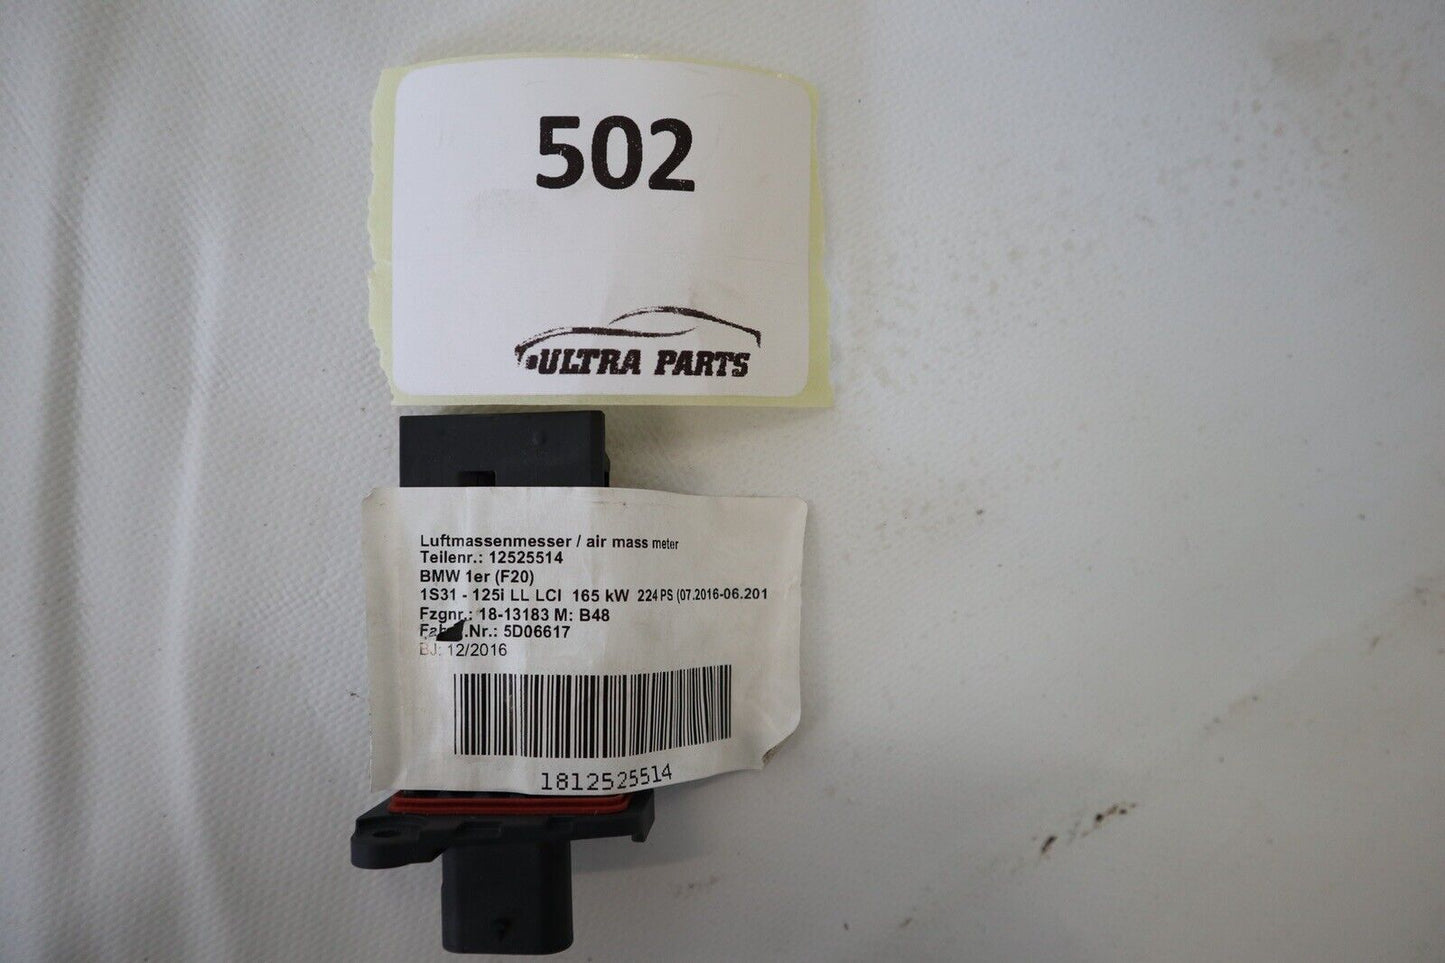 502
ULTRA PARTS
Luftmassenmesser / air mass meter
Teilenr.: 12525514
BMW 1er (F20)
1S31 - 125i LL LCI 165 kW 224 PS (07.2016-06.201
Fzgnr.: 18-13183 M: B48
.Nr.: 5D06617
BJ: 12/2016
1812525514